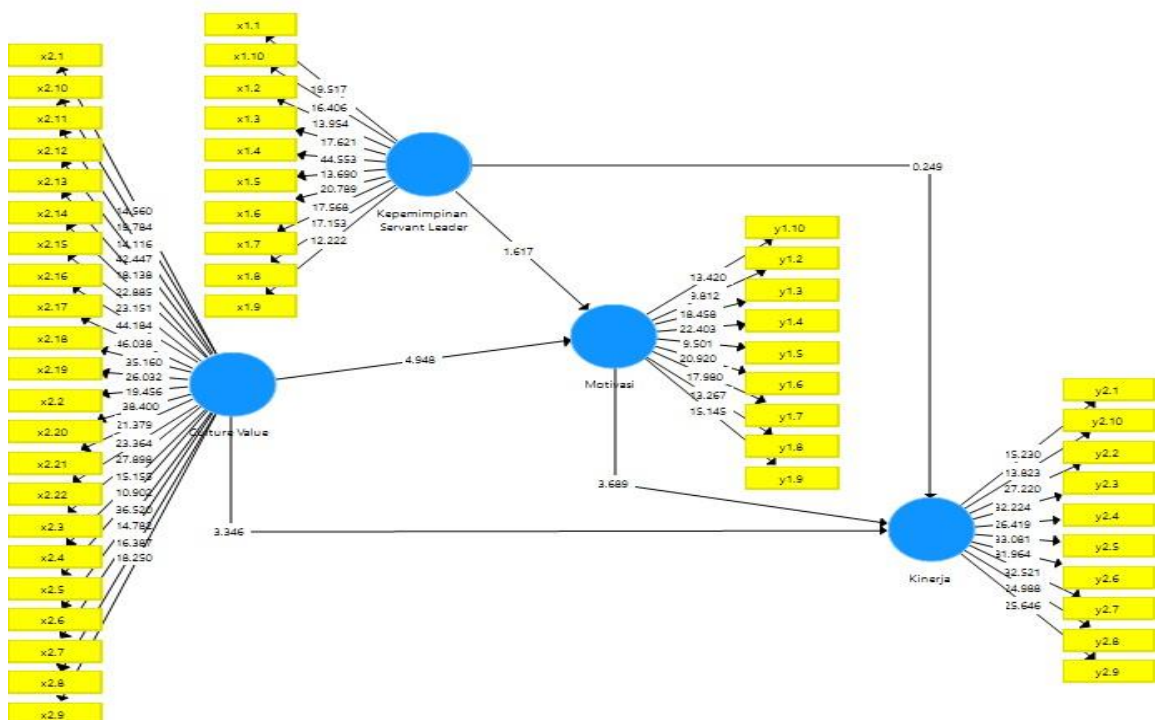 x2.1
x2.10
x2.11
x2.12
x2.13
x2.14
x2.15
x2.16
x2.17
x2.18
x2.19
x2.2
x2.20
x2.21
x2.22
x2.3
x2.4
x2.5
x2.6
x2.7
x2.8
x2.9
14.560
19.784
14.116
42.447
18.138
22.885
23.151
44.184
46.038
35.160
26.032
19.456
38.400
21.379
23.364
27.898
15.155
10.902
36.520
14.782
16.387
18.250
Culture Value
x1.1
x1.10
x1.2
x1.3
x1.4
x1.5
x1.6
x1.7
x1.8
x1.9
19.517
16.406
13.954
17.621
44.553
13.690
20.789
17.568
17.153
12.222
Kepemimpinan
Servant Leader
0.249
1.617
4.948
3.346
3.689
Motivasi
13.420
9.812
18.458
22.403
9.501
20.920
17.980
13.267
15.145
y1.10
y1.2
y1.3
y1.4
y1.5
y1.6
y1.7
y1.8
y1.9
Kinerja
15.230
13.823
27.220
32.224
26.419
33.081
31.964
32.521
24.988
25.646
y2.1
y2.10
y2.2
y2.3
y2.4
y2.5
y2.6
y2.7
y2.8
y2.9